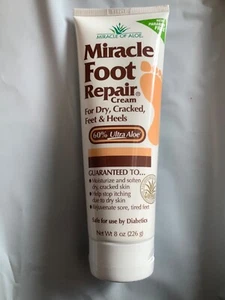 MIRACLE OF ALOE
Miracle
Foot
Repair®
Cream
For Dry, Cracked,
Feet & Heels
60% Ultra Aloe
GUARANTEED TO...
• Moisturize and soften
dry, cracked skin
• Help stop itching
due to dry skin
• Rejuvenate sore, tired feet
Safe for use by Diabetics
Net Wt 8 oz (226 g)